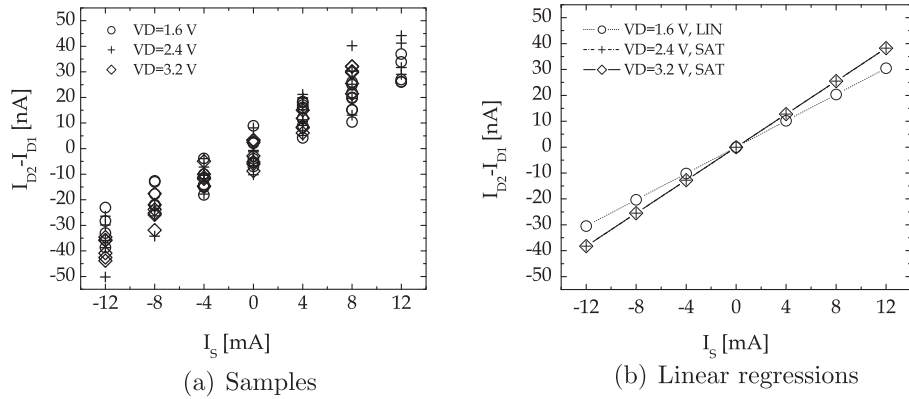 VD=1.6 V
VD=2.4 V
VD=3.2 V
50
40
30
20
10
0
-10
-20
-30
-40
-50
I_D2-I_D1 [nA]
-12 -8 -4 0 4 8 12
I_S [mA]
(a) Samples
VD=1.6 V, LIN
VD=2.4 V, SAT
VD=3.2 V, SAT
50
40
30
20
10
0
-10
-20
-30
-40
-50
I_D2-I_D1 [nA]
-12 -8 -4 0 4 8 12
I_S [mA]
(b) Linear regressions